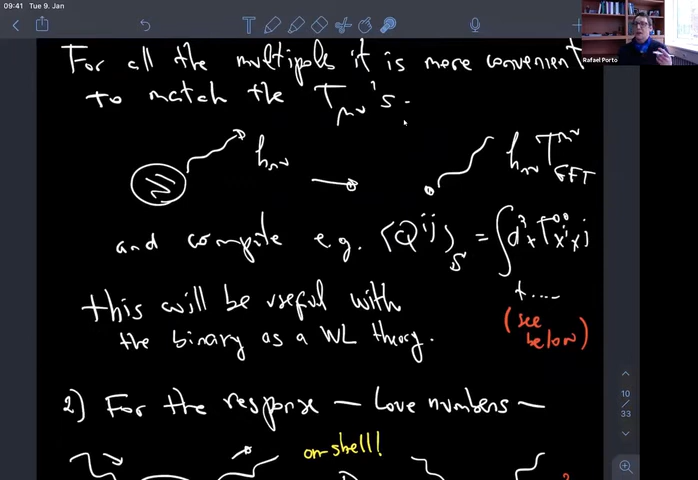 09:41 Tue 9. Jan
Rafael Porto
For all the multipole it is more convenient
to match the Tμν's:
hμν → hμν T^μν_EFT
and compute e.g. ⟨Q^ij⟩_S = ∫d³x T^00 x^i x^j
+ ....
(see
below)
this will be useful with
the binary as a WL theory.
10
/
33
2) For the response – Love numbers –
on-shell!